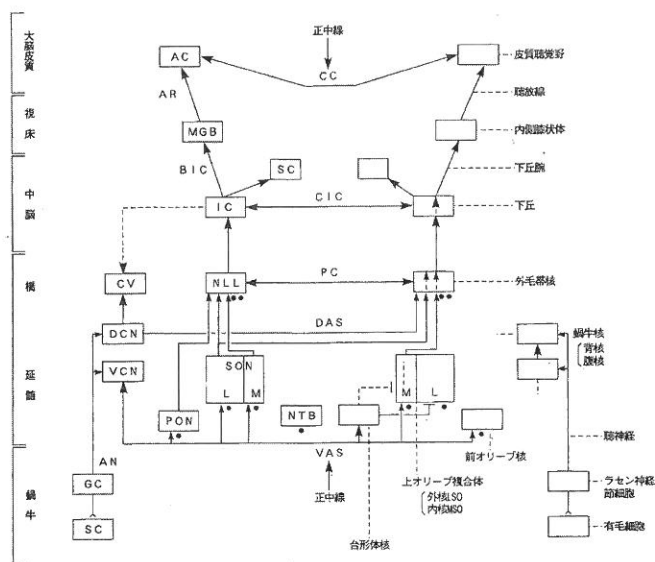 大脳皮質
視床
中脳
橋
延髄
蝸牛
正中線
AC
CC
皮質聴覚野
AR
聴放線
MGB
内側膝状体
BIC
SC
下丘腕
IC
CIC
下丘
CV
NLL
PC
外毛帯核
DCN
DAS
蝸牛核
背核
腹核
VCN
SON
L
M
M
L
PON
NTB
前オリーブ核
聴神経
VAS
正中線
AN
上オリーブ複合体
外核LSO
内核MSO
GC
ラセン神経
節細胞
SC
有毛細胞
台形体核